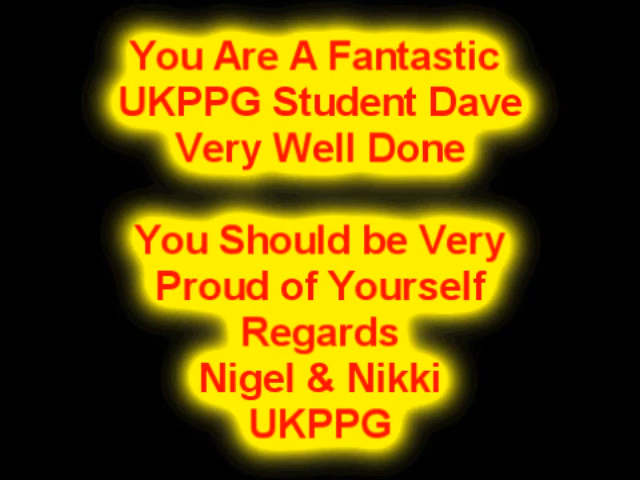 You Are A Fantastic
UKPPG Student Dave
Very Well Done
You Should be Very
Proud of Yourself
Regards
Nigel & Nikki
UKPPG